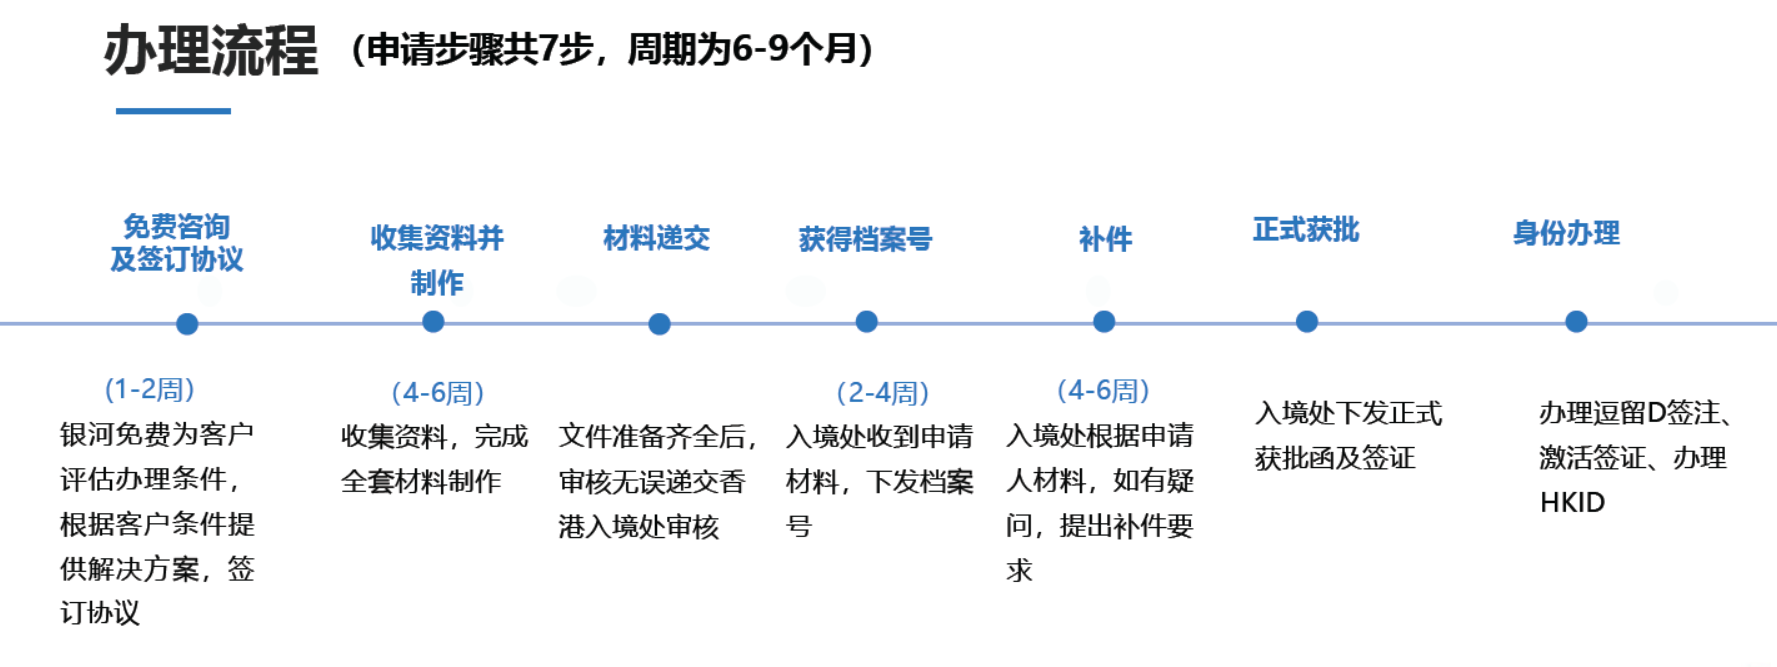 办理流程 (申请步骤共7步，周期为6-9个月)
免费咨询
及签订协议
(1-2周)
银河免费为客户
评估办理条件，
根据客户条件提
供解决方案，签
订协议
收集资料并
制作
(4-6周)
收集资料，完成
全套材料制作
材料递交
文件准备齐全后，
审核无误递交香
港入境处审核
获得档案号
(2-4周)
入境处收到申请
材料，下发档案
号
补件
(4-6周)
入境处根据申请
人材料，如有疑
问，提出补件要
求
正式获批
入境处下发正式
获批函及签证
身份办理
办理逗留D签注、
激活签证、办理
HKID